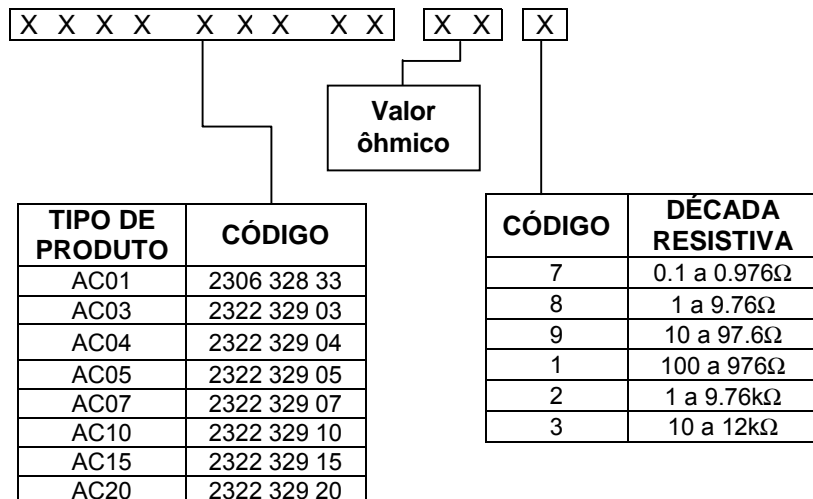 X X X X X X X X X X X X
Valor
ôhmico
TIPO DE PRODUTO CÓDIGO
AC01 2306 328 33
AC03 2322 329 03
AC04 2322 329 04
AC05 2322 329 05
AC07 2322 329 07
AC10 2322 329 10
AC15 2322 329 15
AC20 2322 329 20
CÓDIGO DÉCADA RESISTIVA
7 0.1 a 0.976Ω
8 1 a 9.76Ω
9 10 a 97.6Ω
1 100 a 976Ω
2 1 a 9.76kΩ
3 10 a 12kΩ